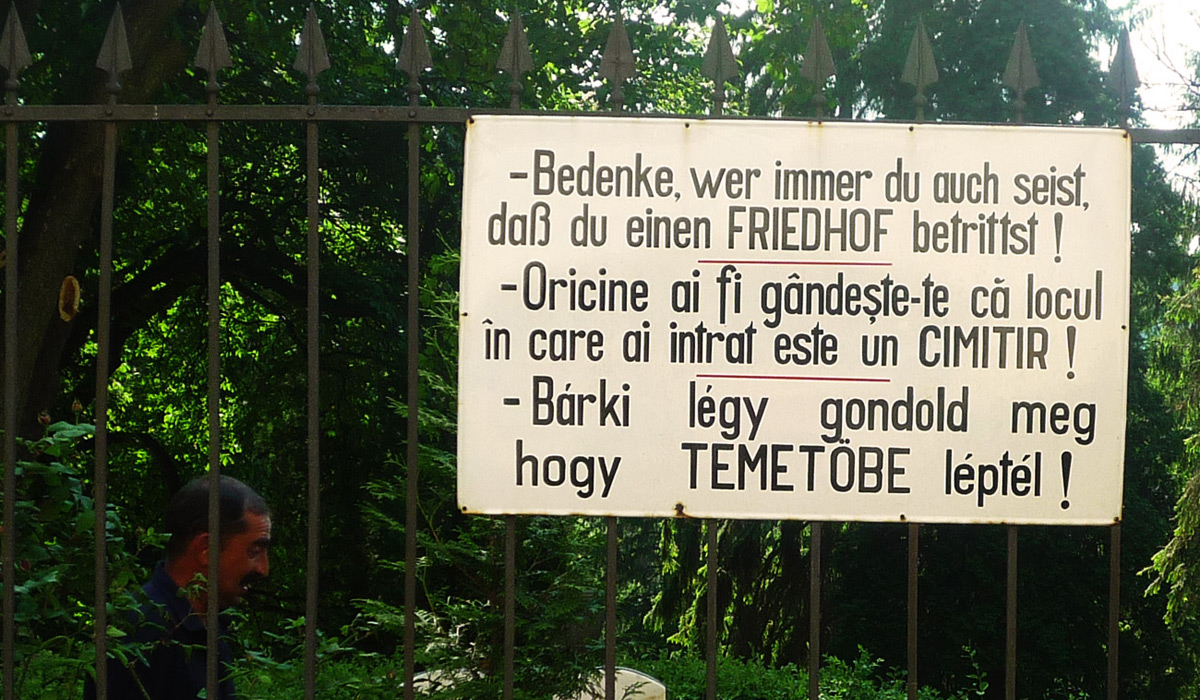 -Bedenke, wer immer du auch seist,
daß du einen FRIEDHOF betrittst !
-Oricine ai fi gândește-te că locul
în care ai intrat este un CIMITIR !
-Bárki légy gondold meg
hogy TEMETÖBE léptél !